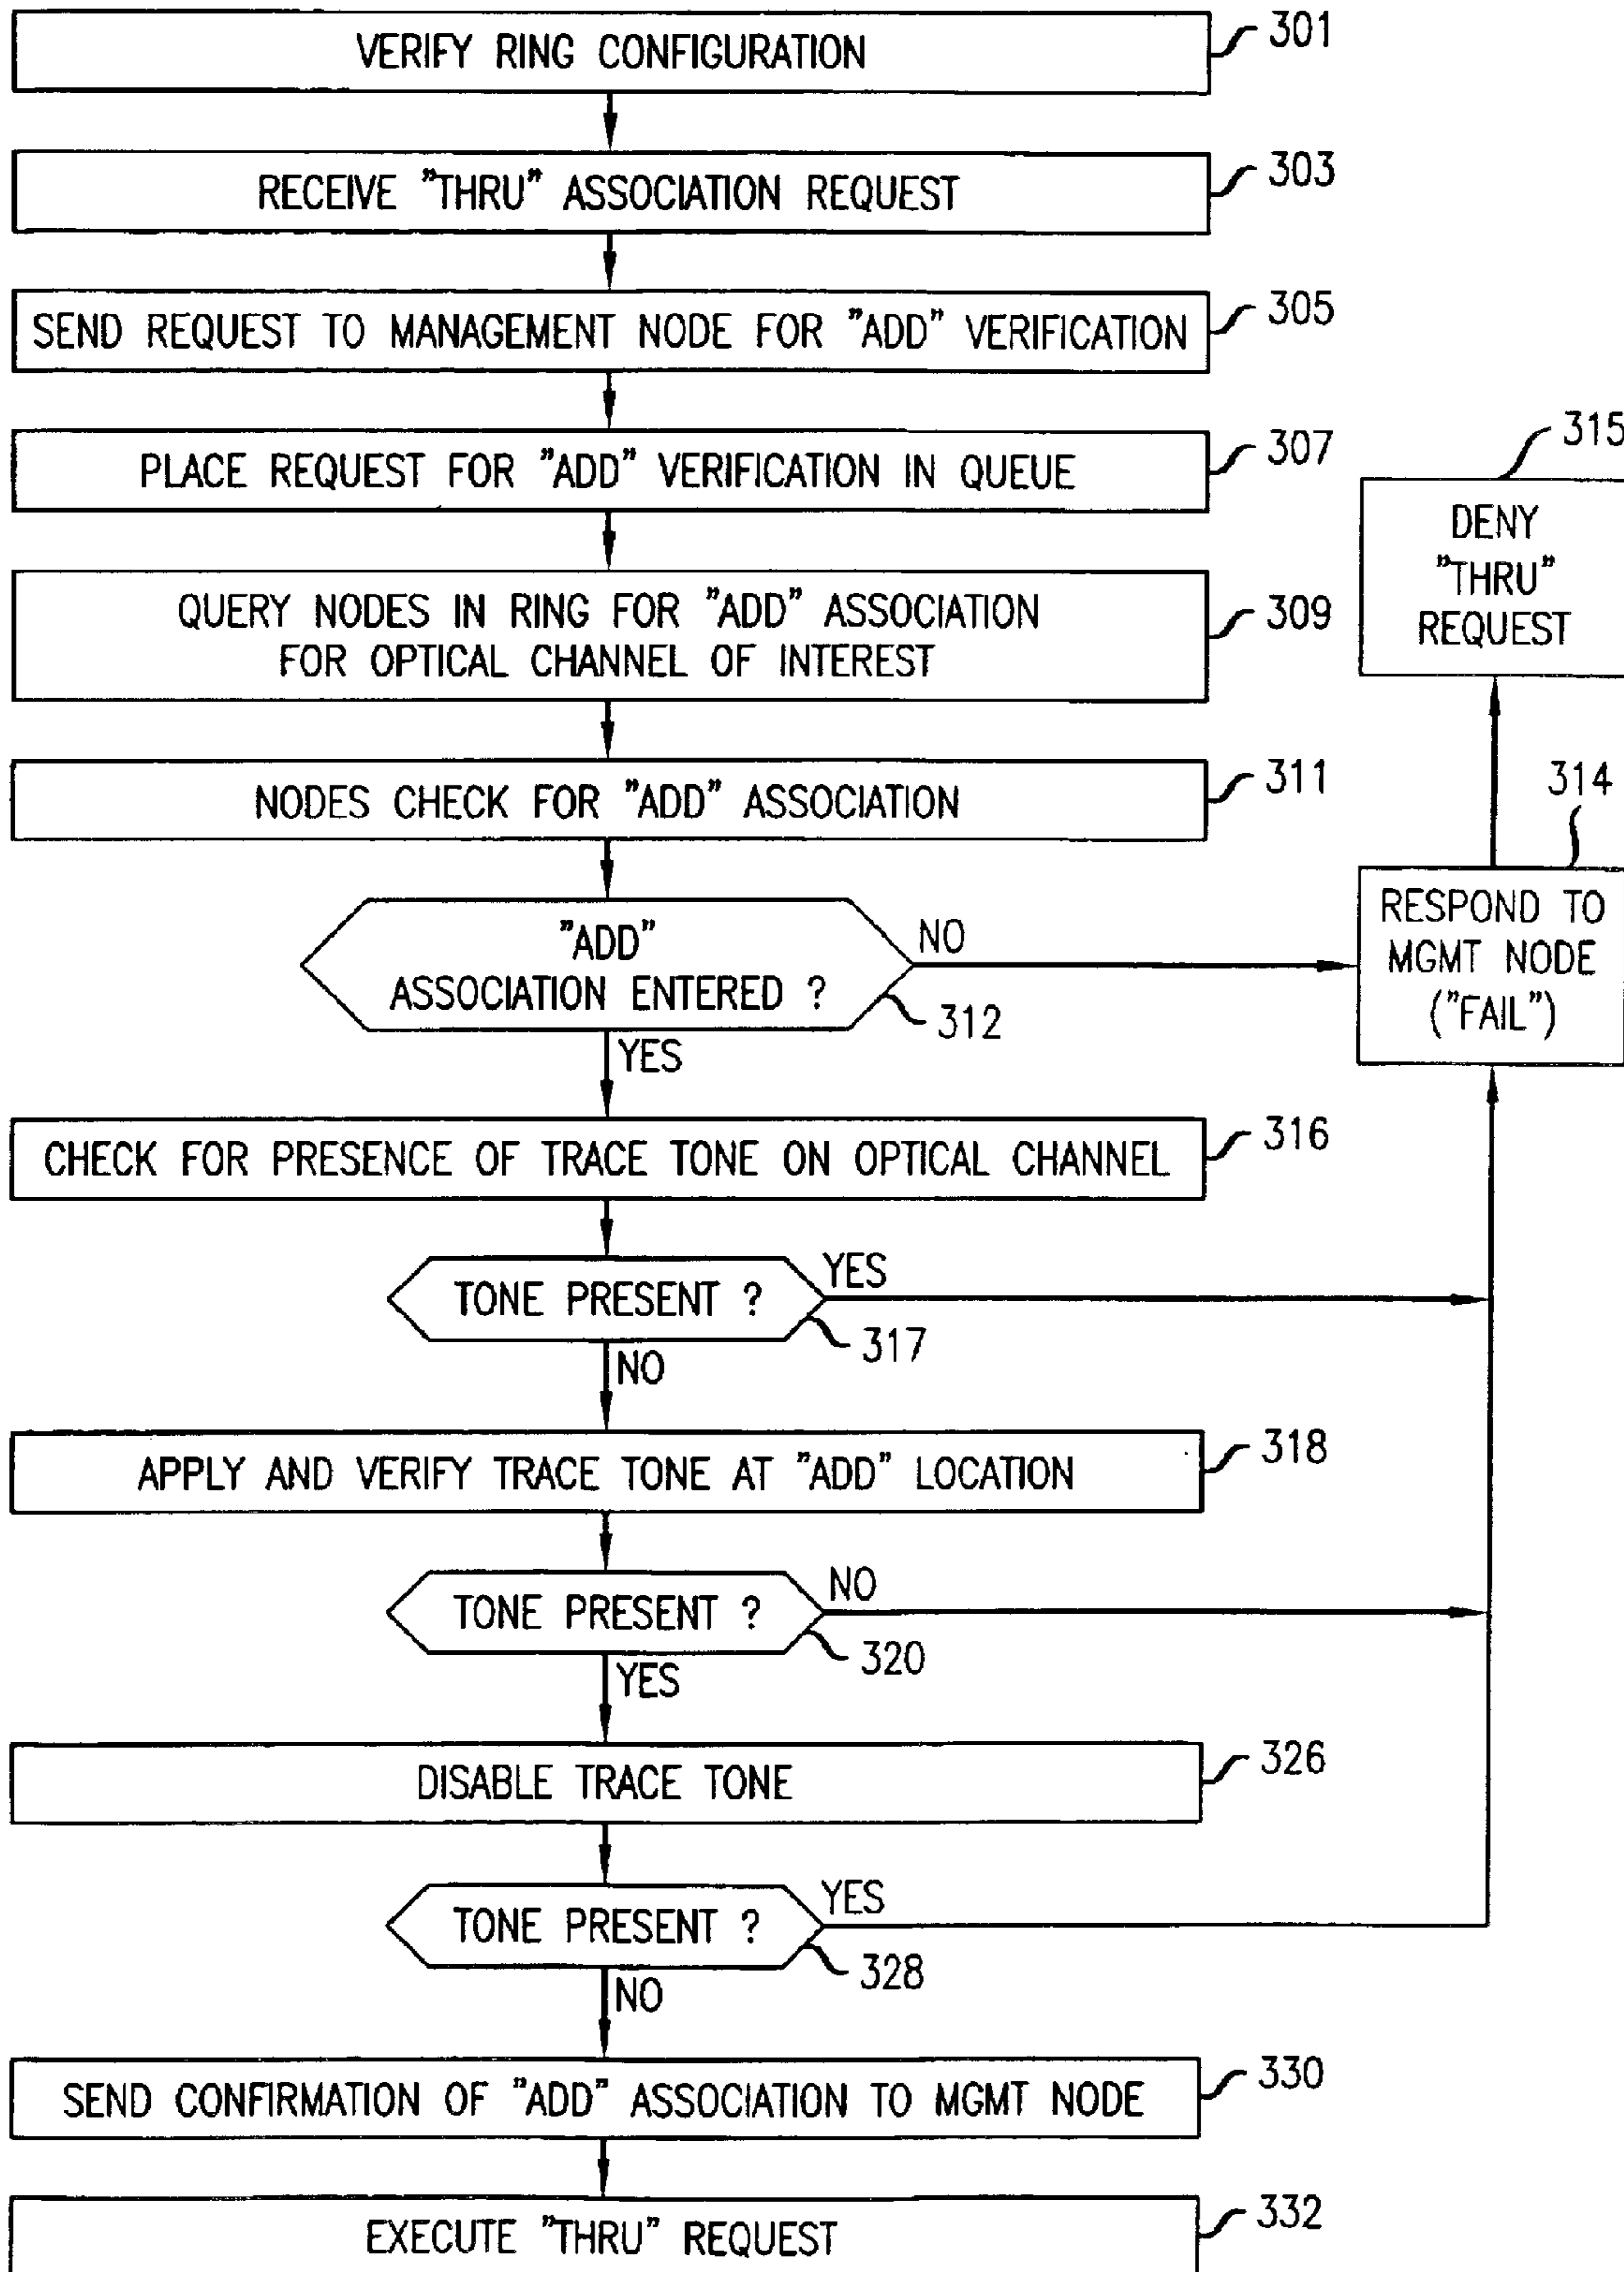 VERIFY RING CONFIGURATION
301
RECEIVE "THRU" ASSOCIATION REQUEST
303
SEND REQUEST TO MANAGEMENT NODE FOR "ADD" VERIFICATION
305
PLACE REQUEST FOR "ADD" VERIFICATION IN QUEUE
307
315
DENY
"THRU"
REQUEST
QUERY NODES IN RING FOR "ADD" ASSOCIATION
FOR OPTICAL CHANNEL OF INTEREST
309
NODES CHECK FOR "ADD" ASSOCIATION
311
314
RESPOND TO
MGMT NODE
("FAIL")
"ADD"
ASSOCIATION ENTERED ?
NO
312
YES
CHECK FOR PRESENCE OF TRACE TONE ON OPTICAL CHANNEL
316
TONE PRESENT ?
YES
317
NO
APPLY AND VERIFY TRACE TONE AT "ADD" LOCATION
318
TONE PRESENT ?
NO
320
YES
DISABLE TRACE TONE
326
TONE PRESENT ?
YES
328
NO
SEND CONFIRMATION OF "ADD" ASSOCIATION TO MGMT NODE
330
EXECUTE "THRU" REQUEST
332